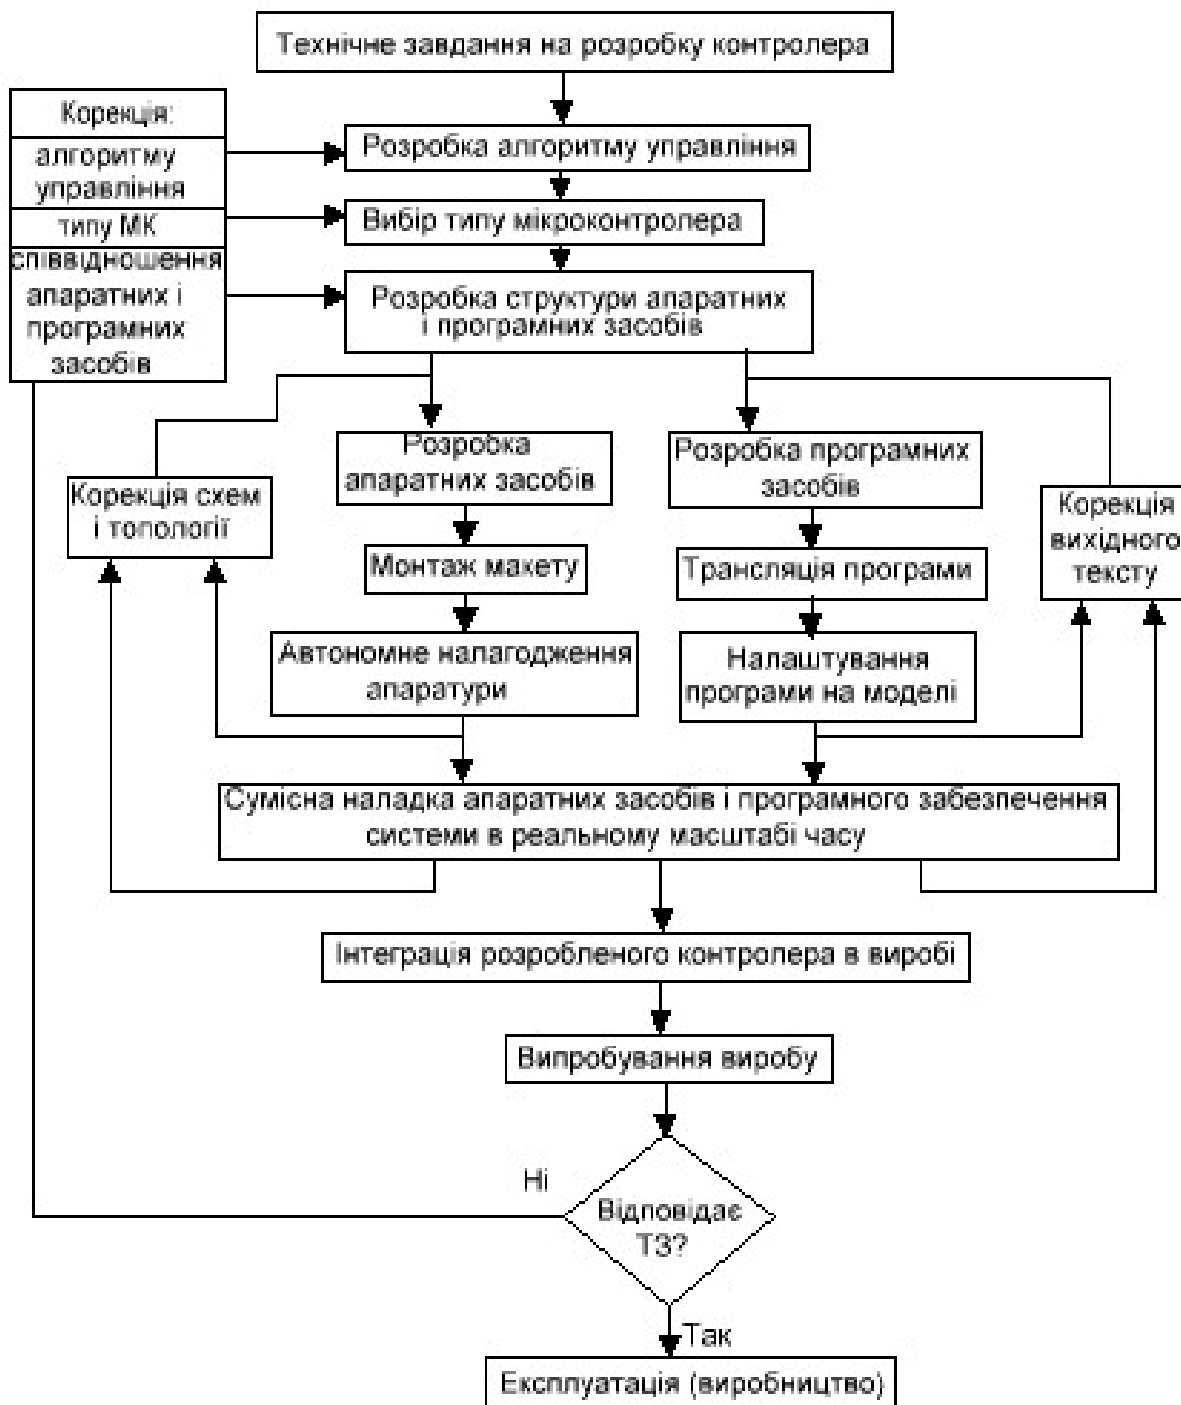 Технічне завдання на розробку контролера
Корекція:
алгоритму
управління
типу МК
співвідношення
апаратних і
програмних
засобів
Розробка алгоритму управління
Вибір типу мікроконтролера
Розробка структури апаратних
і програмних засобів
Розробка
апаратних засобів
Розробка програмних
засобів
Корекція схем
і топології
Корекція
вихідного
тексту
Монтаж макету
Трансляція програми
Автономне налагодження
апаратури
Налаштування
програми на моделі
Сумісна наладка апаратних засобів і програмного забезпечення
системи в реальному масштабі часу
Інтеграція розробленого контролера в виробі
Випробування виробу
Ні
Відповідає
ТЗ?
Так
Експлуатація (виробництво)